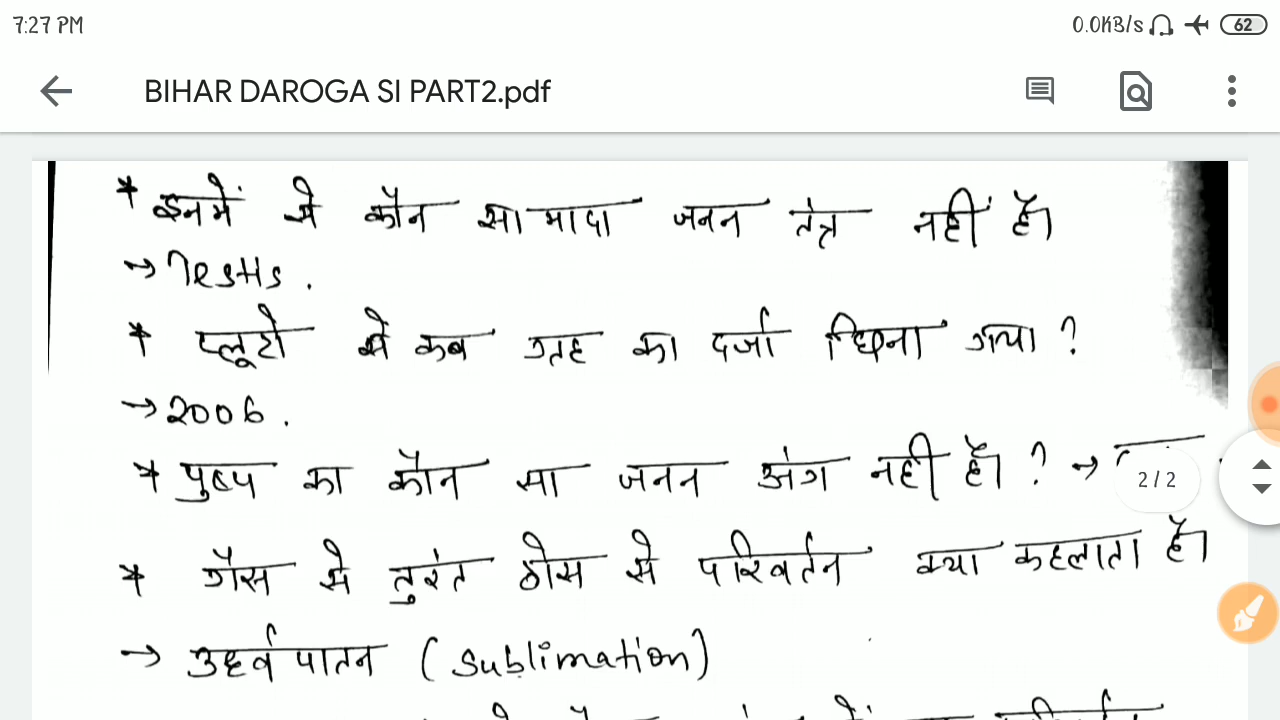 7:27 PM 0.0KB/s 62
BIHAR DAROGA SI PART2.pdf
* इनमें से कौन सा मादा जनन तंत्र नहीं है।
→ Testis.
* प्लूटो से कब ग्रह का दर्जा छिना गया ?
→ 2006.
* पुष्प का कौन सा जनन अंग नही है। ? →
2 / 2
* गैस से तुरंत ठोस से परिवर्तन क्या कहलाता है।
→ उर्ध्वपातन (Sublimation)